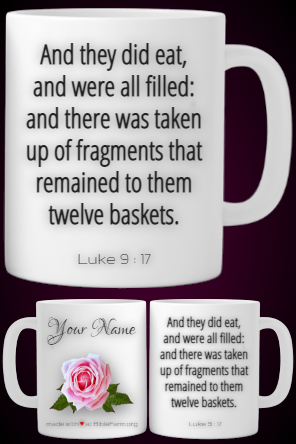 And they did eat,
and were all filled:
and there was taken
up of fragments that
remained to them
twelve baskets.
Luke 9 : 17
Your Name
made with❤at BibleFarm.org
And they did eat,
and were all filled:
and there was taken
up of fragments that
remained to them
twelve baskets.
Luke 9 : 17